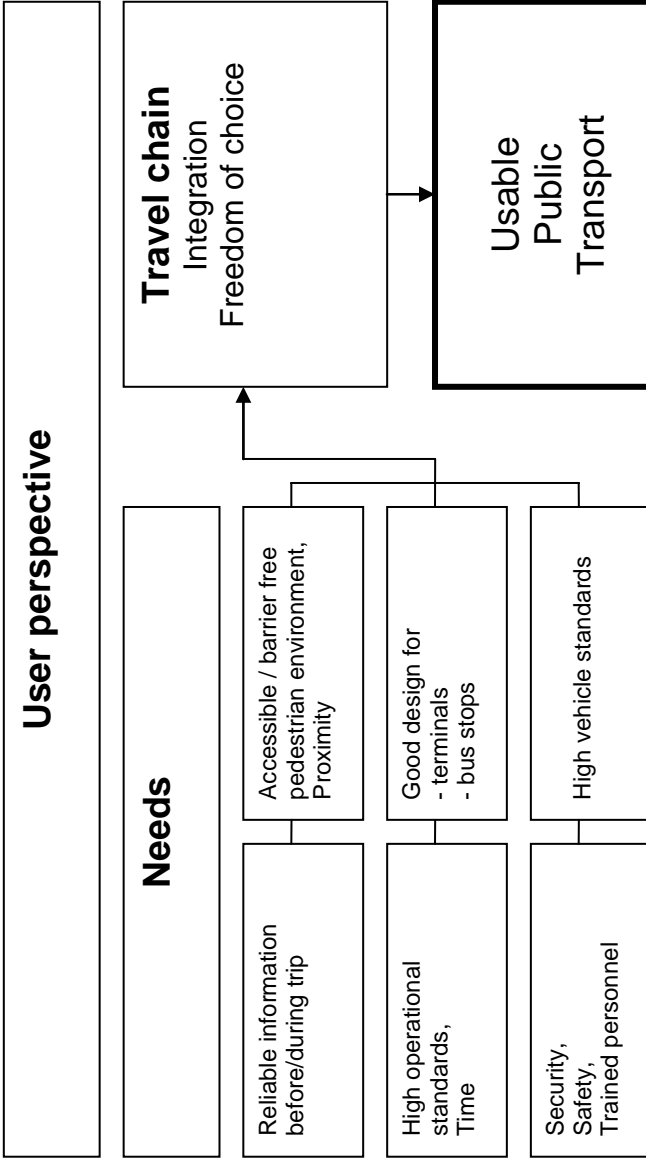 User perspective
Needs
Reliable information
before/during trip
Accessible / barrier free
pedestrian environment,
Proximity
High operational
standards,
Time
Good design for
- terminals
- bus stops
Security,
Safety,
Trained personnel
High vehicle standards
Travel chain
Integration
Freedom of choice
Usable
Public
Transport